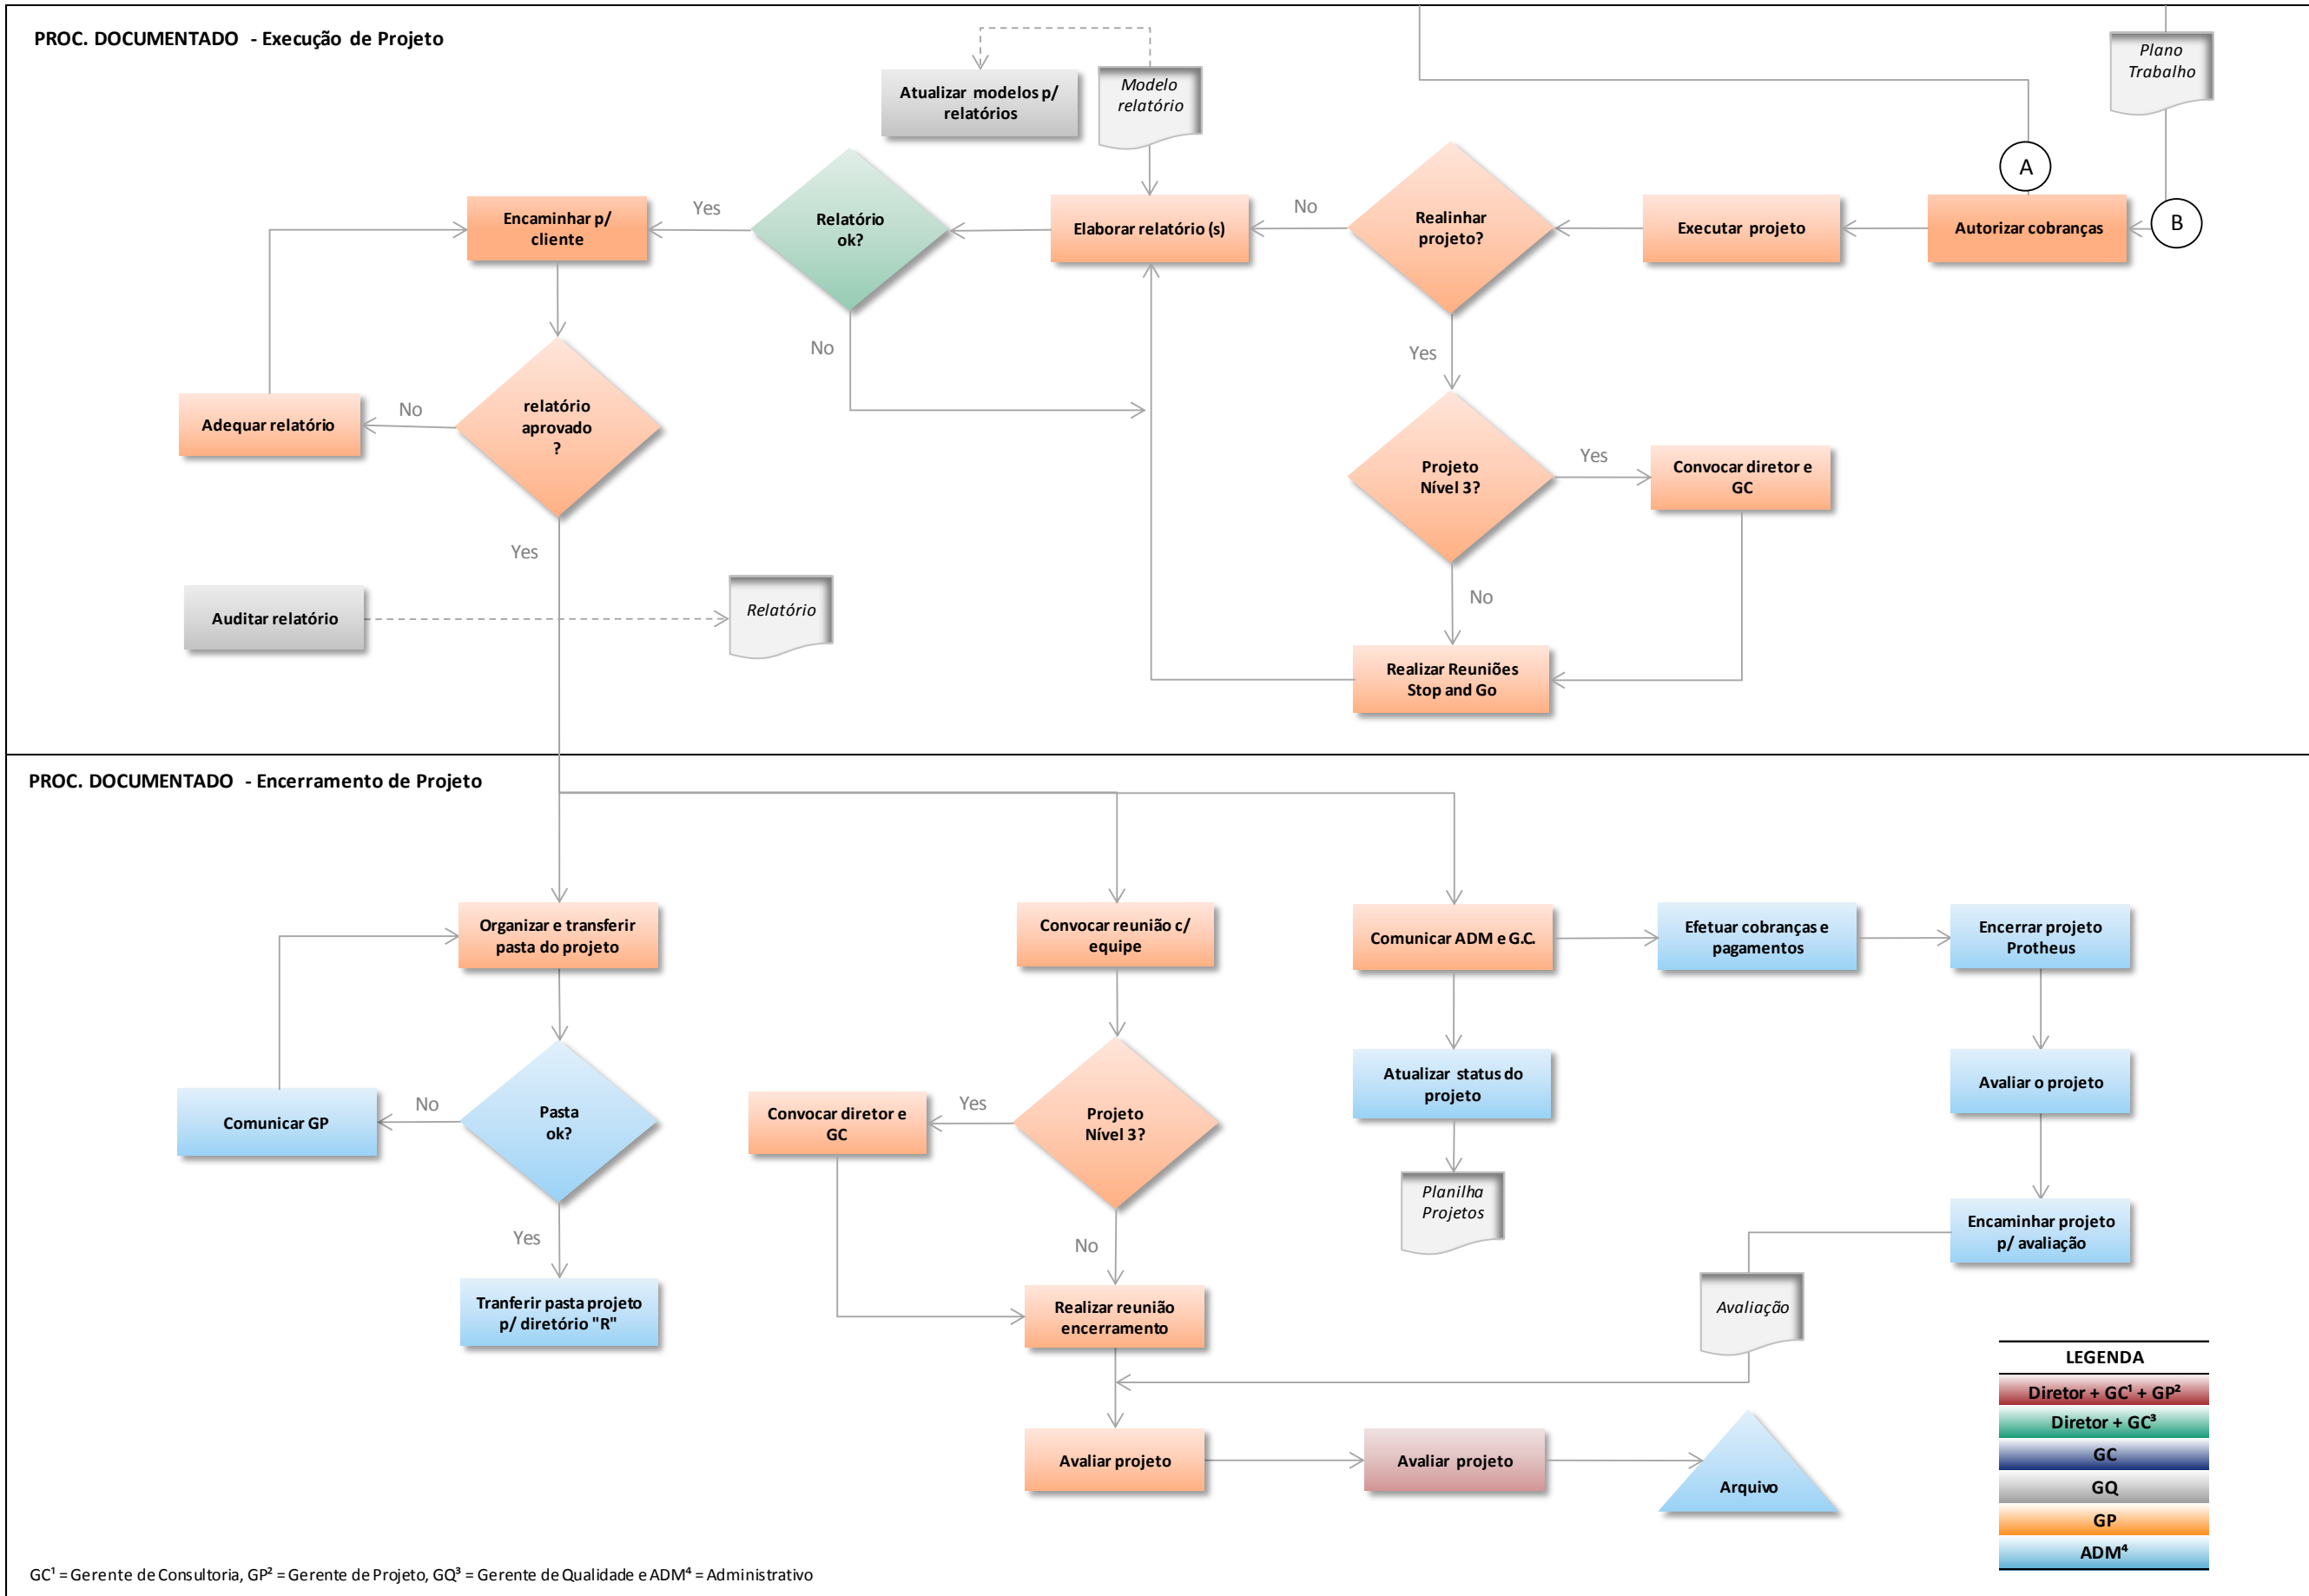 PROC. DOCUMENTADO - Execução de Projeto
Plano
Trabalho
Atualizar modelos p/
relatórios
Modelo
relatório
A
B
Encaminhar p/
cliente
Yes
Relatório
ok?
Elaborar relatório (s)
No
Realinhar
projeto?
Executar projeto
Autorizar cobranças
No
Yes
Adequar relatório
No
relatório
aprovado
?
Projeto
Nível 3?
Yes
Convocar diretor e
GC
Yes
No
Auditar relatório
Relatório
Realizar Reuniões
Stop and Go
PROC. DOCUMENTADO - Encerramento de Projeto
Organizar e transferir
pasta do projeto
Convocar reunião c/
equipe
Comunicar ADM e G.C.
Efetuar cobranças e
pagamentos
Encerrar projeto
Protheus
Comunicar GP
No
Pasta
ok?
Convocar diretor e
GC
Yes
Projeto
Nível 3?
Atualizar status do
projeto
Avaliar o projeto
Planilha
Projetos
Encaminhar projeto
p/ avaliação
Yes
No
Tranferir pasta projeto
p/ diretório "R"
Realizar reunião
encerramento
Avaliação
Avaliar projeto
Avaliar projeto
Arquivo
LEGENDA
Diretor + GC¹ + GP²
Diretor + GC³
GC
GQ
GP
ADM⁴
GC¹ = Gerente de Consultoria, GP² = Gerente de Projeto, GQ³ = Gerente de Qualidade e ADM⁴ = Administrativo